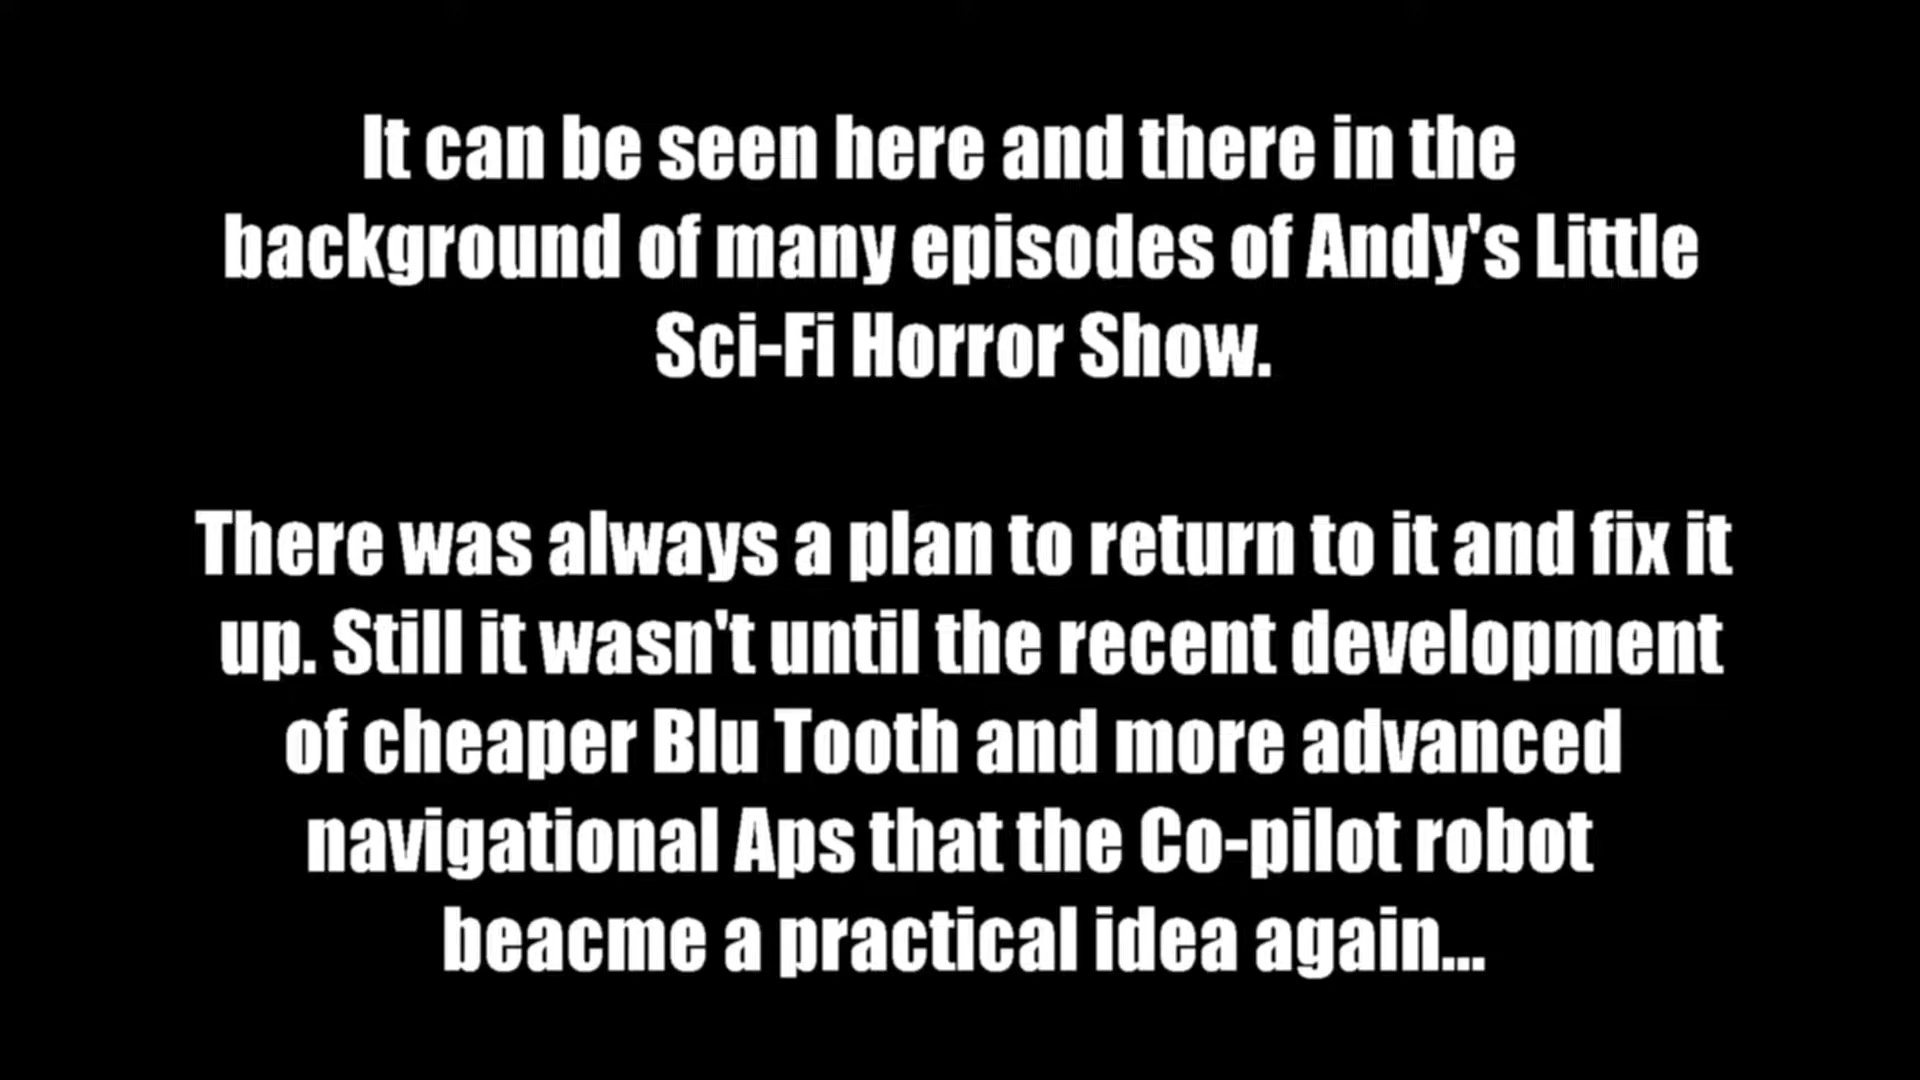 It can be seen here and there in the
background of many episodes of Andy's Little
Sci-Fi Horror Show.
There was always a plan to return to it and fix it
up. Still it wasn't until the recent development
of cheaper Blu Tooth and more advanced
navigational Aps that the Co-pilot robot
beacme a practical idea again...